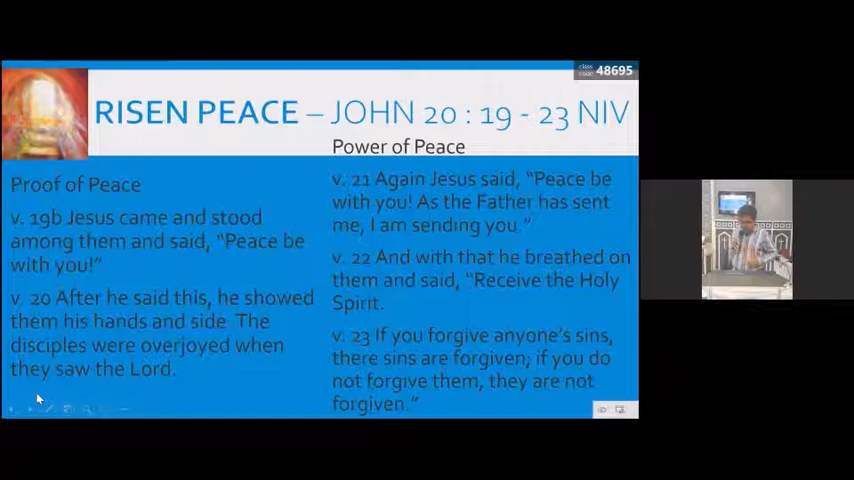 class
code 48695
RISEN PEACE – JOHN 20 : 19 - 23 NIV
Proof of Peace
v. 19b Jesus came and stood
among them and said, “Peace be
with you!”
v. 20 After he said this, he showed
them his hands and side The
disciples were overjoyed when
they saw the Lord.
Power of Peace
v. 21 Again Jesus said, “Peace be
with you! As the Father has sent
me, I am sending you.”
v. 22 And with that he breathed on
them and said, “Receive the Holy
Spirit.
v. 23 If you forgive anyone’s sins,
there sins are forgiven; if you do
not forgive them, they are not
forgiven.”